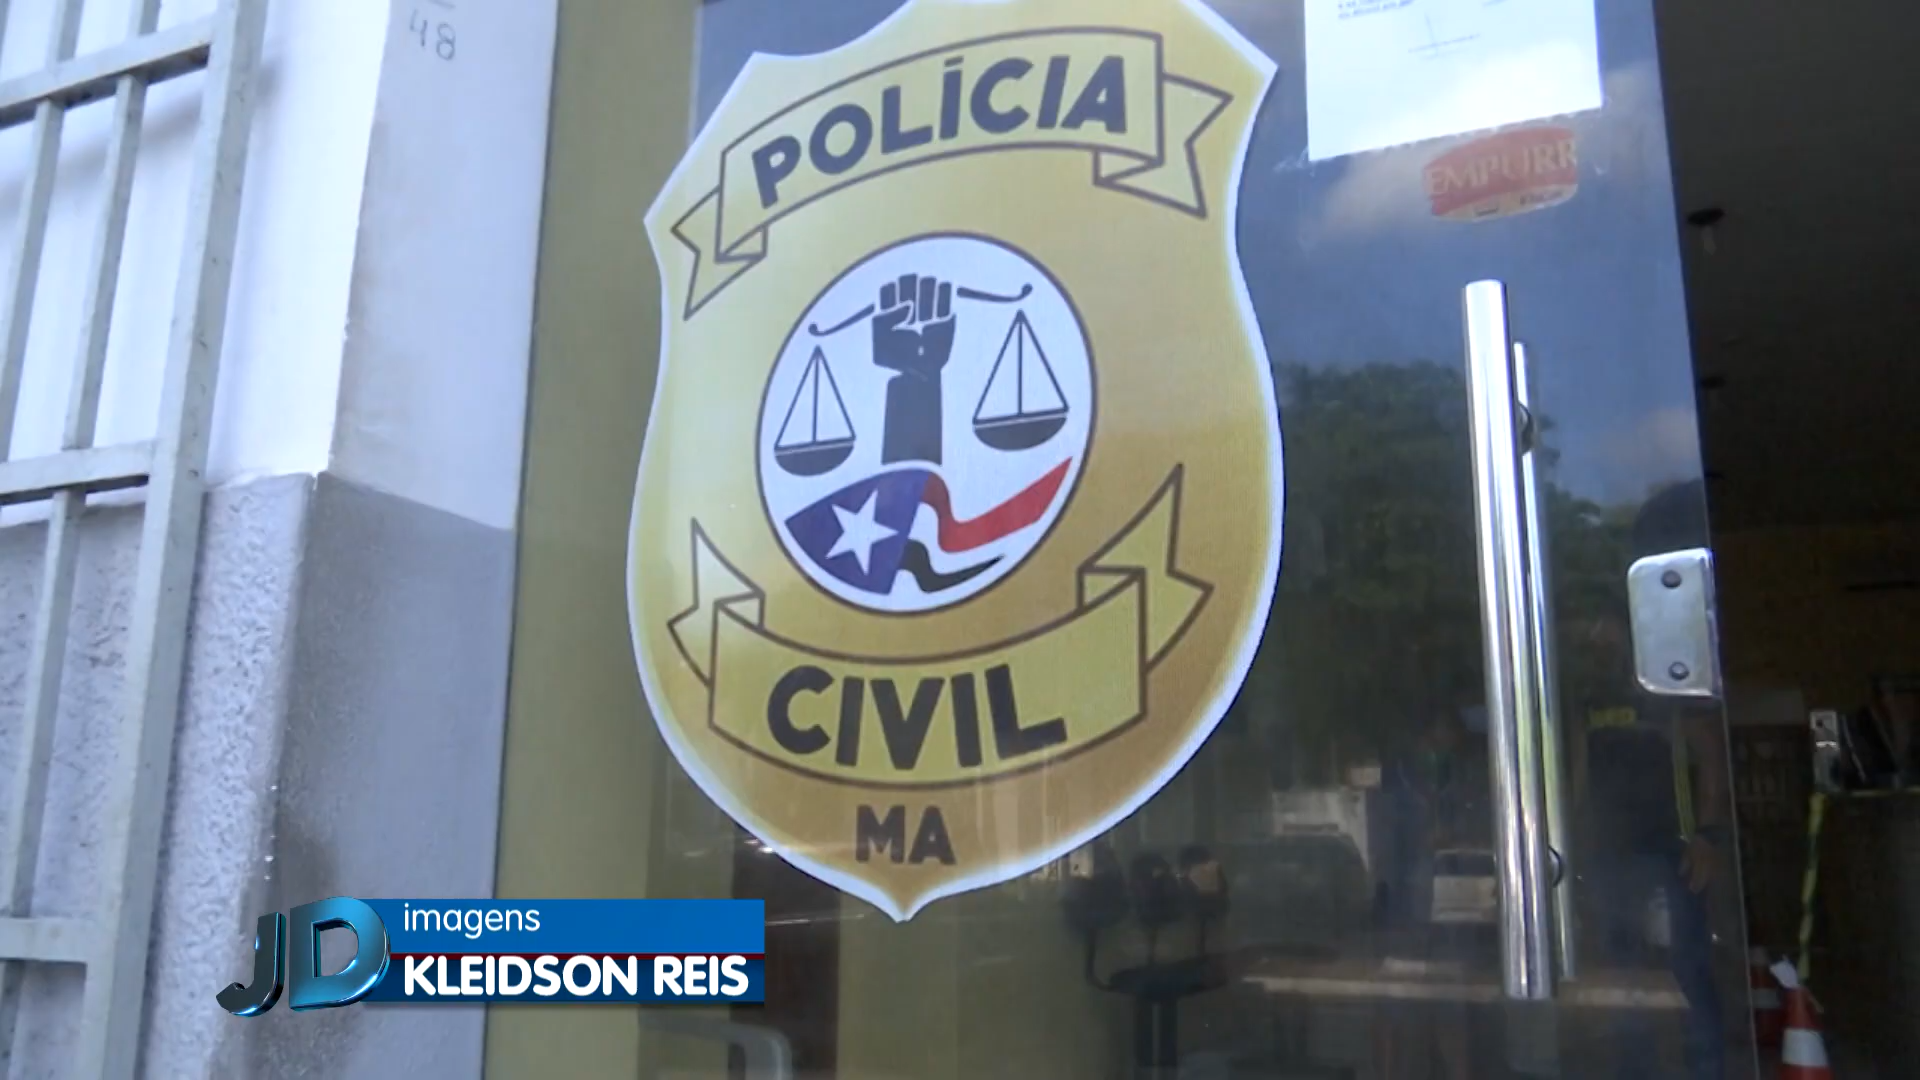 48
POLÍCIA
EMPURR
CIVIL
MA
JD
imagens
KLEIDSON REIS